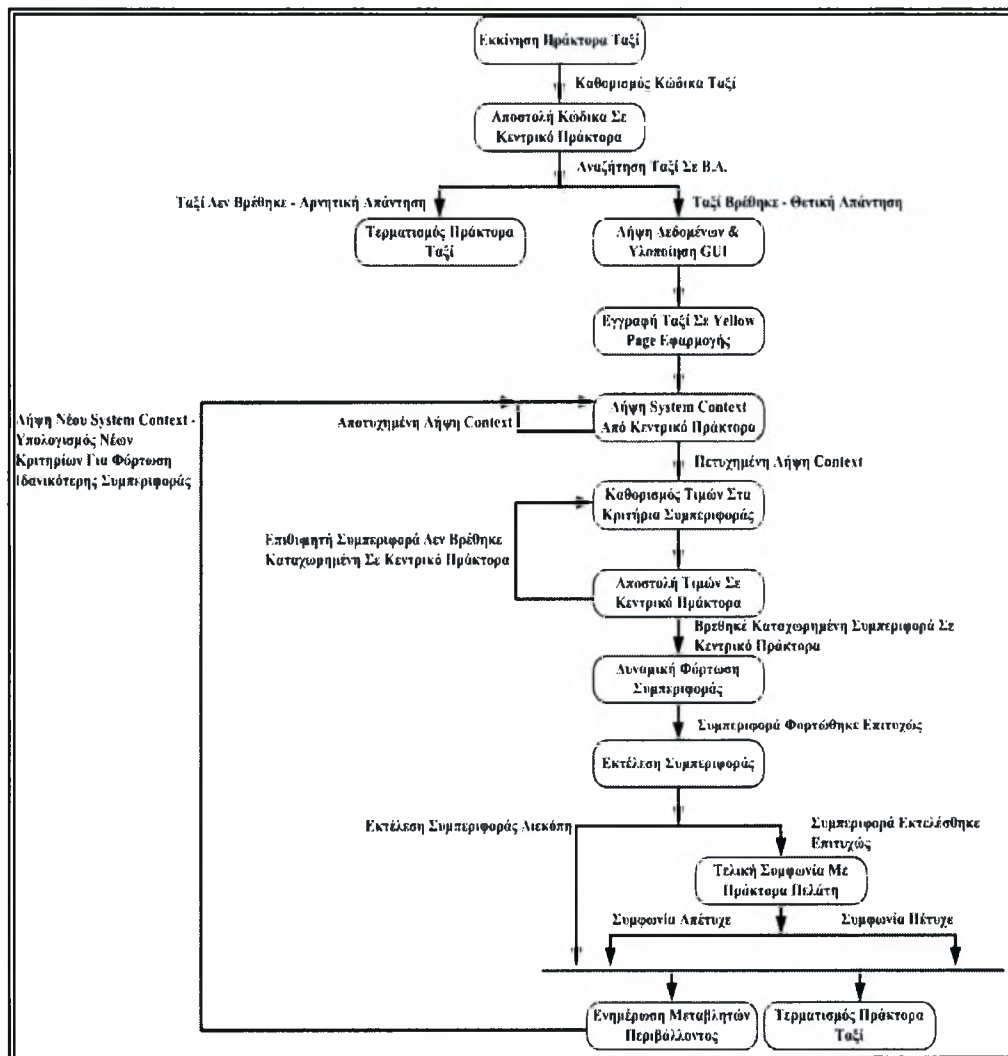 Εκκίνηση Πράκτορα Ταξί
Καθορισμός Κώδικα Ταξί
Αποστολή Κώδικα Σε
Κεντρικό Πράκτορα
Αναζήτηση Ταξί Σε Β.Δ.
Ταξί Δεν Βρέθηκε - Αρνητική Απάντηση
Ταξί Βρέθηκε - Θετική Απάντηση
Τερματισμός Πράκτορα
Ταξί
Λήψη Δεδομένων &
Υλοποίηση GUI
Εγγραφή Ταξί Σε Yellow
Page Εφαρμογής
Λήψη Νέου System Context -
Υπολογισμός Νέων
Κριτηρίων Για Φόρτωση
Ιδανικότερης Συμπεριφοράς
Αποτυχημένη Λήψη Context
Λήψη System Context
Από Κεντρικό Πράκτορα
Πετυχημένη Λήψη Context
Καθορισμός Τιμών Στα
Κριτήρια Συμπεριφοράς
Επιθυμητή Συμπεριφορά Δεν Βρέθηκε
Καταχωρημένη Σε Κεντρικό Πράκτορα
Αποστολή Τιμών Σε
Κεντρικό Πράκτορα
Βρέθηκε Καταχωρημένη Συμπεριφορά Σε
Κεντρικό Πράκτορα
Δυναμική Φόρτωση
Συμπεριφοράς
Συμπεριφορά Φορτώθηκε Επιτυχώς
Εκτέλεση Συμπεριφοράς
Εκτέλεση Συμπεριφοράς Διεκόπη
Συμπεριφορά Εκτελέσθηκε
Επιτυχώς
Τελική Συμφωνία Με
Πράκτορα Πελάτη
Συμφωνία Απέτυχε
Συμφωνία Πέτυχε
Ενημέρωση Μεταβλητών
Περιβάλλοντος
Τερματισμός Πράκτορα
Ταξί